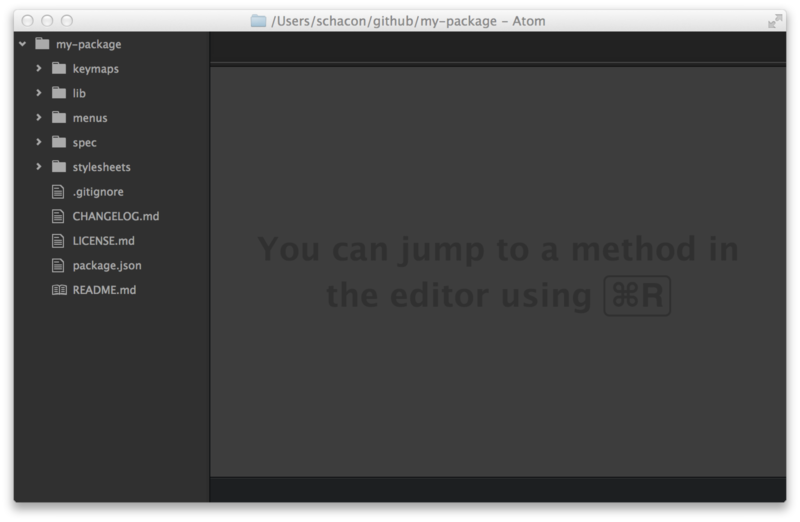 /Users/schacon/github/my-package – Atom
my-package
keymaps
lib
menus
spec
stylesheets
.gitignore
CHANGELOG.md
LICENSE.md
package.json
README.md
You can jump to a method in
the editor using ⌘R